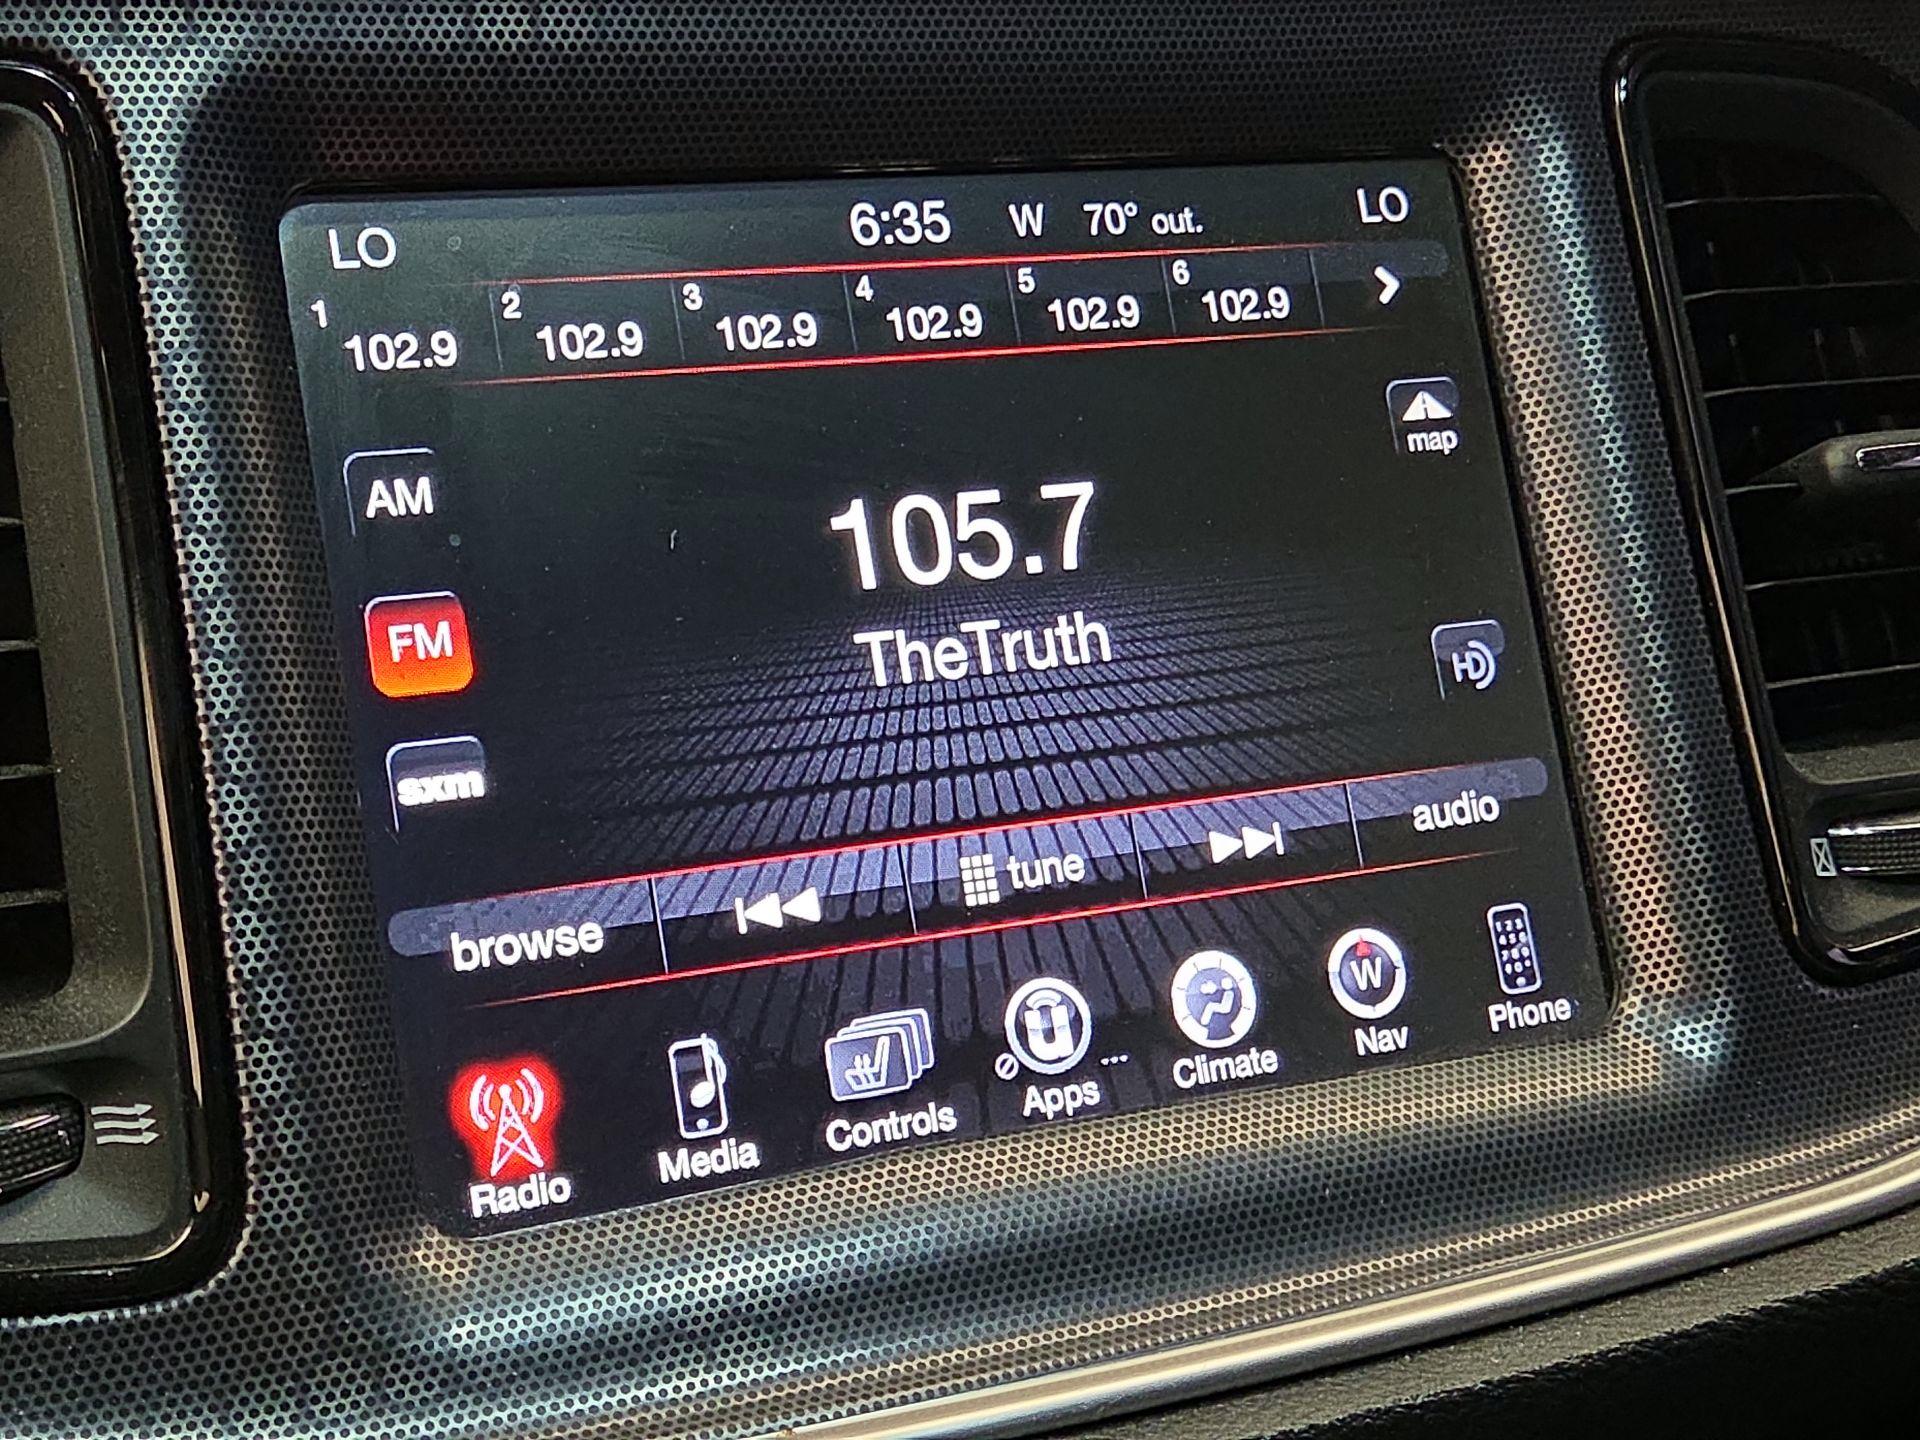 LO 6:35 W 70° out. LO
1 102.9 2 102.9 3 102.9 4 102.9 5 102.9 6 102.9
map
AM
105.7
FM
TheTruth
HD
sxm
browse tune audio
Radio Media Controls Apps ... Climate W Nav Phone